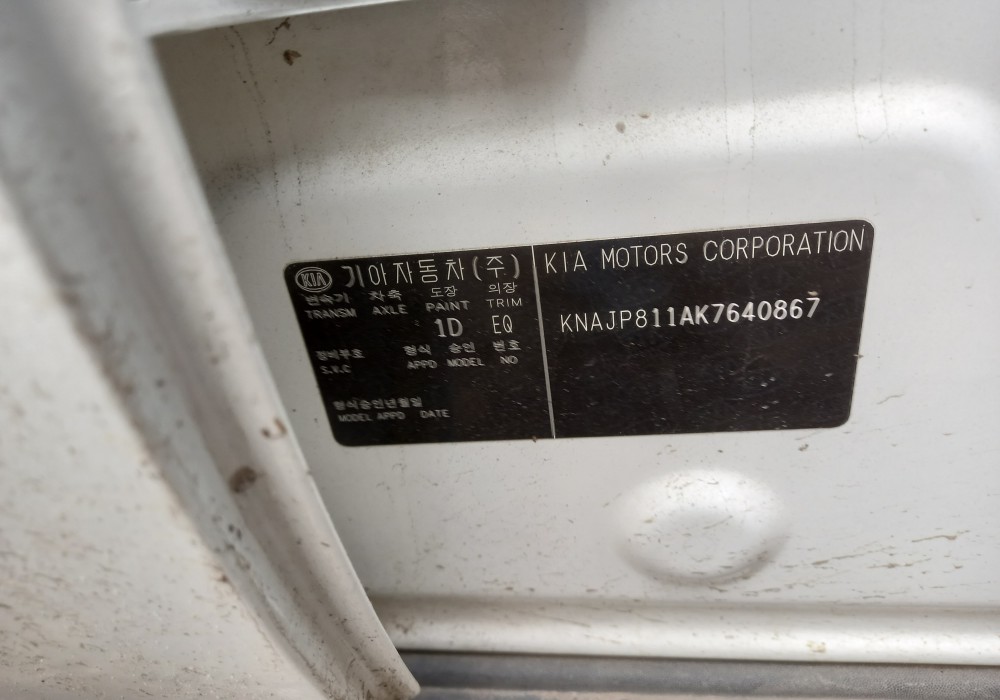 KIA 기아자동차(주)
변속기 차축 도장 의장
TRANSM AXLE PAINT TRIM
1D EQ
정비부호 형식 승인 번호
S.V.C APPD MODEL NO
형식승인년월일
MODEL APPD DATE
KIA MOTORS CORPORATION
KNAJP811AK7640867